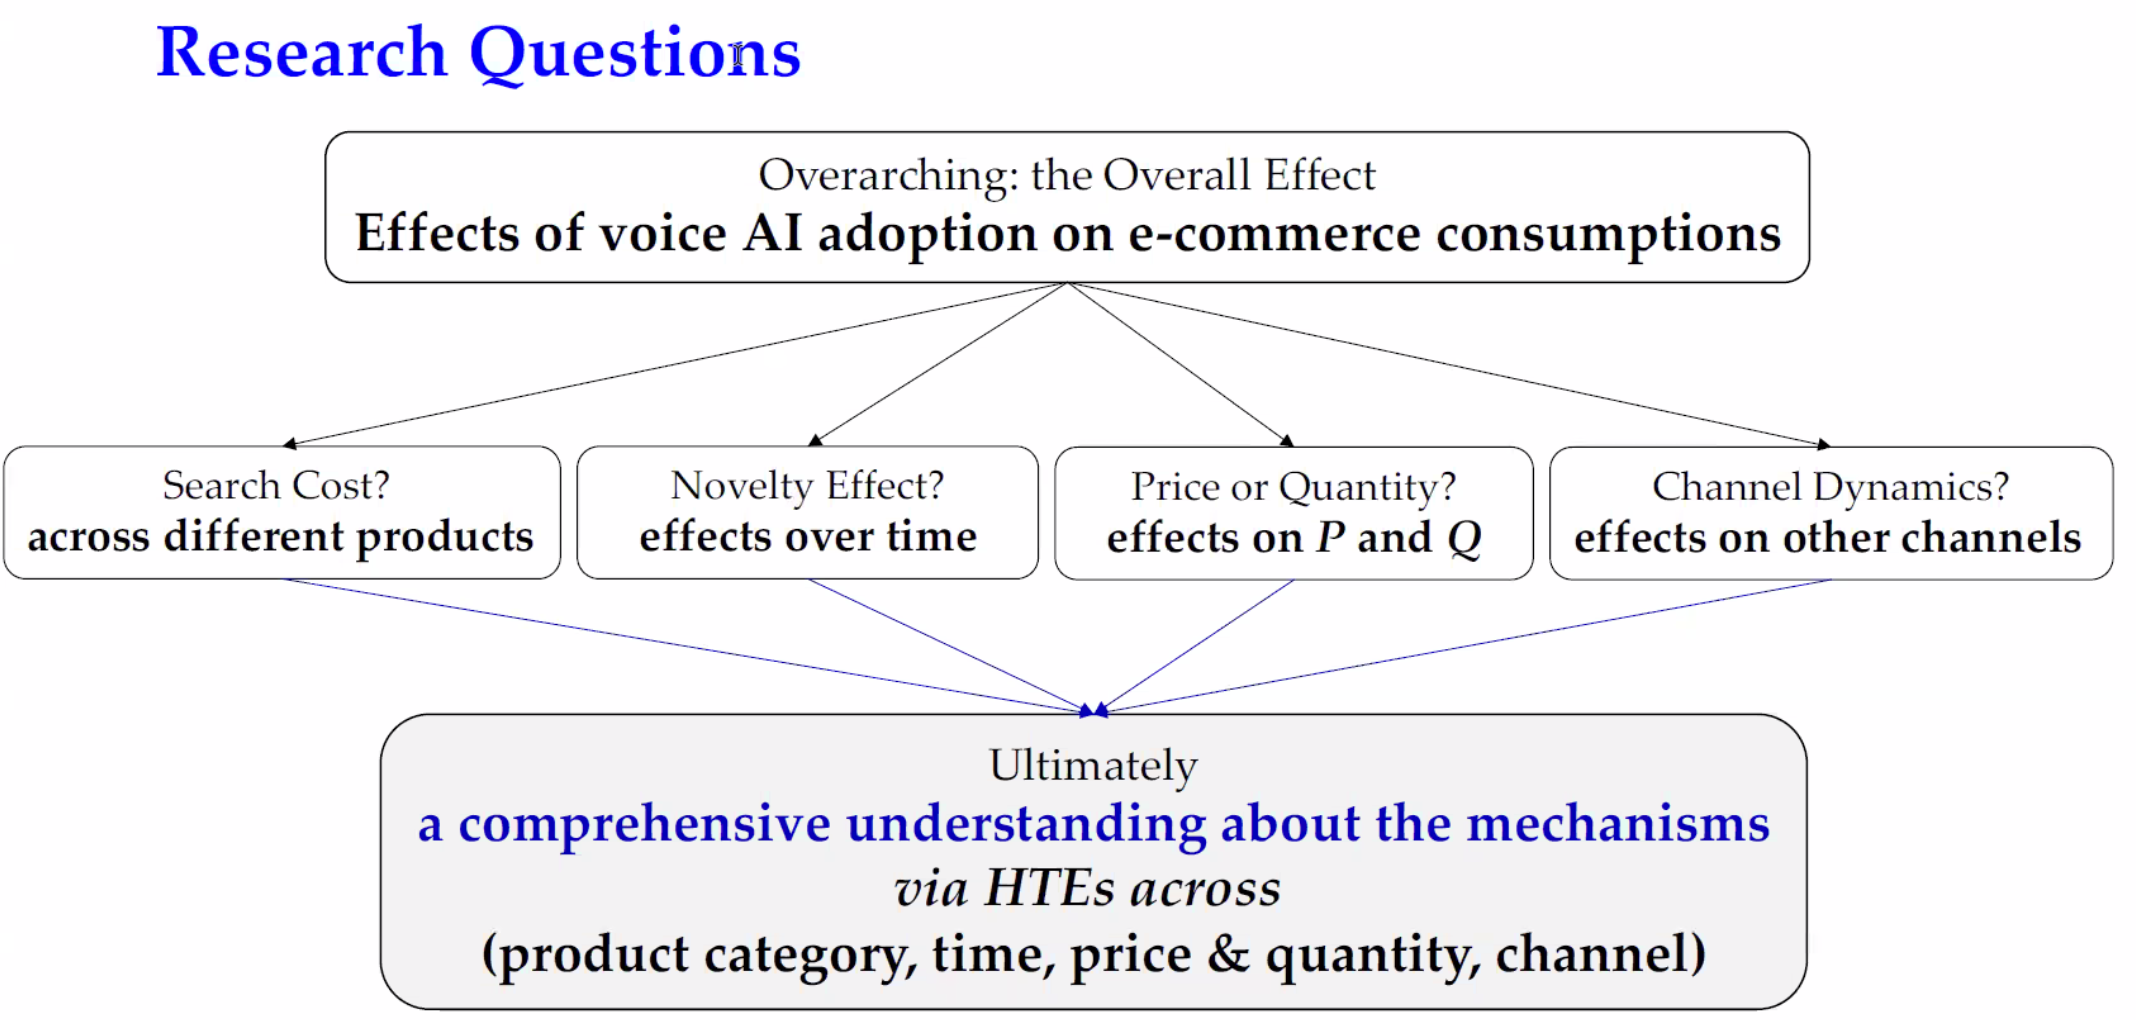 Research Questions
Overarching: the Overall Effect
Effects of voice AI adoption on e-commerce consumptions
Search Cost?
across different products
Novelty Effect?
effects over time
Price or Quantity?
effects on P and Q
Channel Dynamics?
effects on other channels
Ultimately
a comprehensive understanding about the mechanisms
via HTEs across
(product category, time, price & quantity, channel)